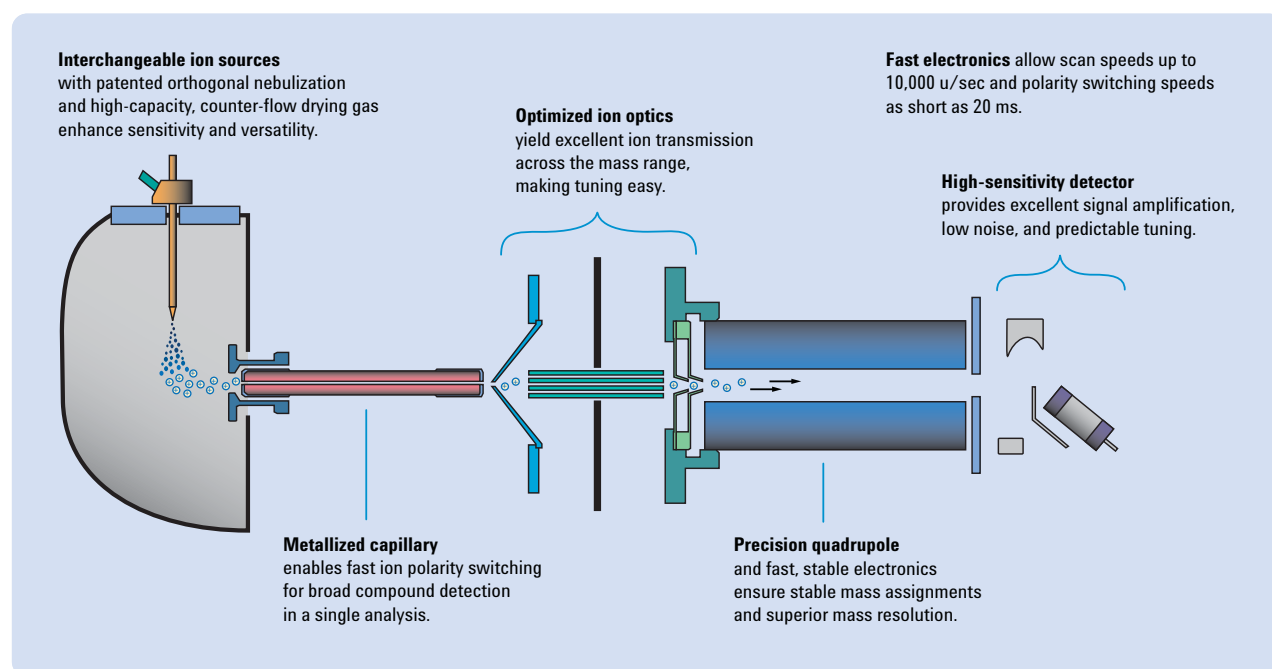 Interchangeable ion sources
with patented orthogonal nebulization
and high-capacity, counter-flow drying gas
enhance sensitivity and versatility.
Optimized ion optics
yield excellent ion transmission
across the mass range,
making tuning easy.
Fast electronics allow scan speeds up to
10,000 u/sec and polarity switching speeds
as short as 20 ms.
High-sensitivity detector
provides excellent signal amplification,
low noise, and predictable tuning.
Metallized capillary
enables fast ion polarity switching
for broad compound detection
in a single analysis.
Precision quadrupole
and fast, stable electronics
ensure stable mass assignments
and superior mass resolution.